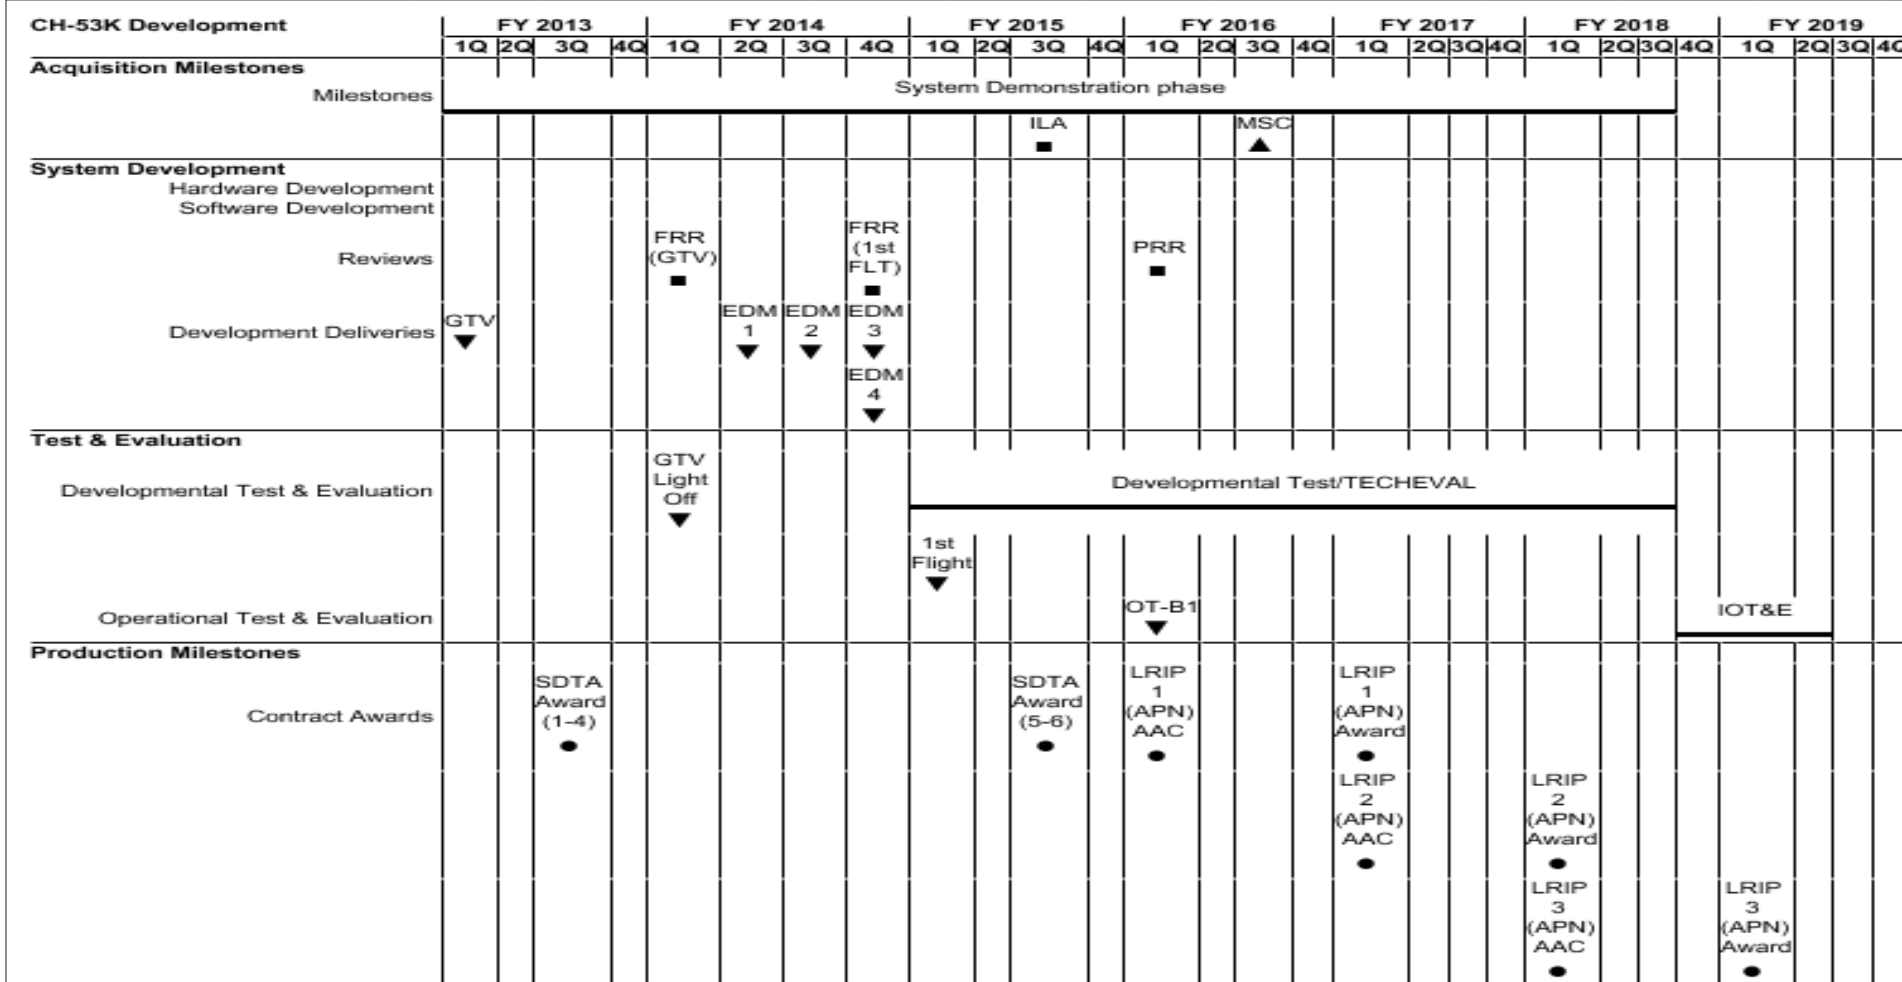 CH-53K Development FY 2013 FY 2014 FY 2015 FY 2016 FY 2017 FY 2018 FY 2019
1Q 2Q 3Q 4Q 1Q 2Q 3Q 4Q 1Q 2Q 3Q 4Q 1Q 2Q 3Q 4Q 1Q 2Q 3Q 4Q 1Q 2Q 3Q 4Q 1Q 2Q 3Q 4Q
Acquisition Milestones
Milestones
System Demonstration phase
ILA MSC
System Development
Hardware Development
Software Development
Reviews
FRR
(GTV)
FRR
(1st
FLT)
PRR
Development Deliveries
GTV
EDM
1
EDM
2
EDM
3
EDM
4
Test & Evaluation
Developmental Test & Evaluation
GTV
Light
Off
Developmental Test/TECHEVAL
1st
Flight
Operational Test & Evaluation
OT-B1
IOT&E
Production Milestones
Contract Awards
SDTA
Award
(1-4)
SDTA
Award
(5-6)
LRIP
1
(APN)
AAC
LRIP
1
(APN)
Award
LRIP
2
(APN)
AAC
LRIP
2
(APN)
Award
LRIP
3
(APN)
AAC
LRIP
3
(APN)
Award